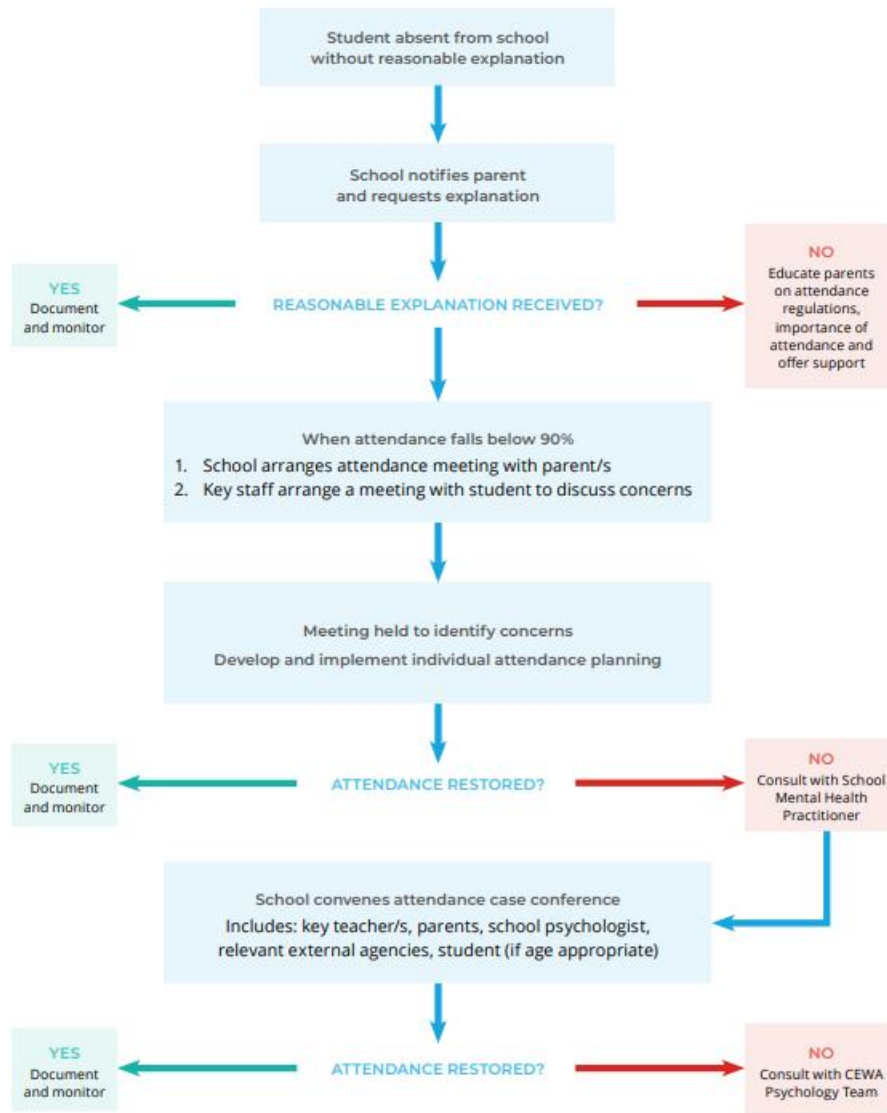 Student absent from school
without reasonable explanation
School notifies parent
and requests explanation
YES
Document
and monitor
REASONABLE EXPLANATION RECEIVED?
NO
Educate parents
on attendance
regulations,
importance of
attendance and
offer support
When attendance falls below 90%
1. School arranges attendance meeting with parent/s
2. Key staff arrange a meeting with student to discuss concerns
Meeting held to identify concerns
Develop and implement individual attendance planning
YES
Document
and monitor
ATTENDANCE RESTORED?
NO
Consult with School
Mental Health
Practitioner
School convenes attendance case conference
Includes: key teacher/s, parents, school psychologist,
relevant external agencies, student (if age appropriate)
YES
Document
and monitor
ATTENDANCE RESTORED?
NO
Consult with CEWA
Psychology Team